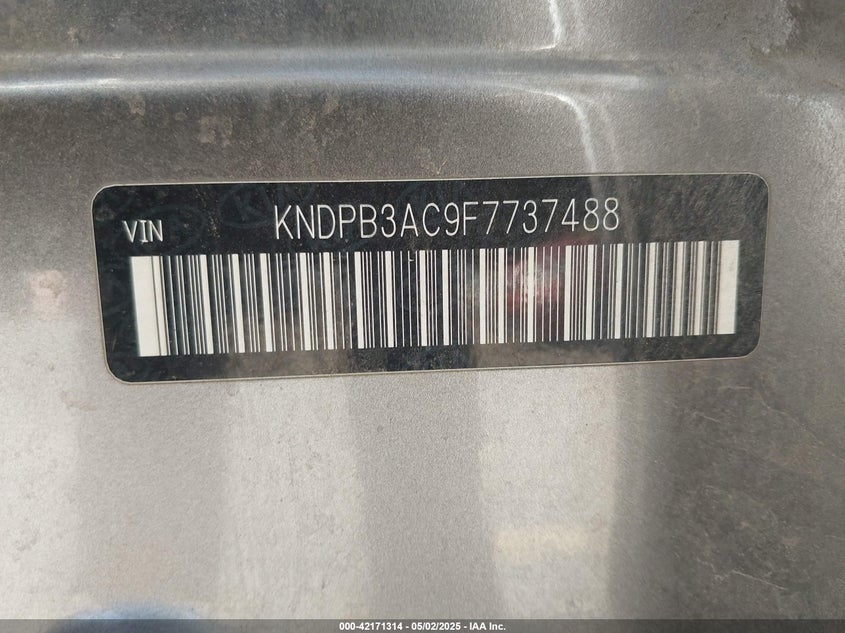 VIN KNDPB3AC9F7737488
000-42171314 / 05/02/2025 - IAA Inc.